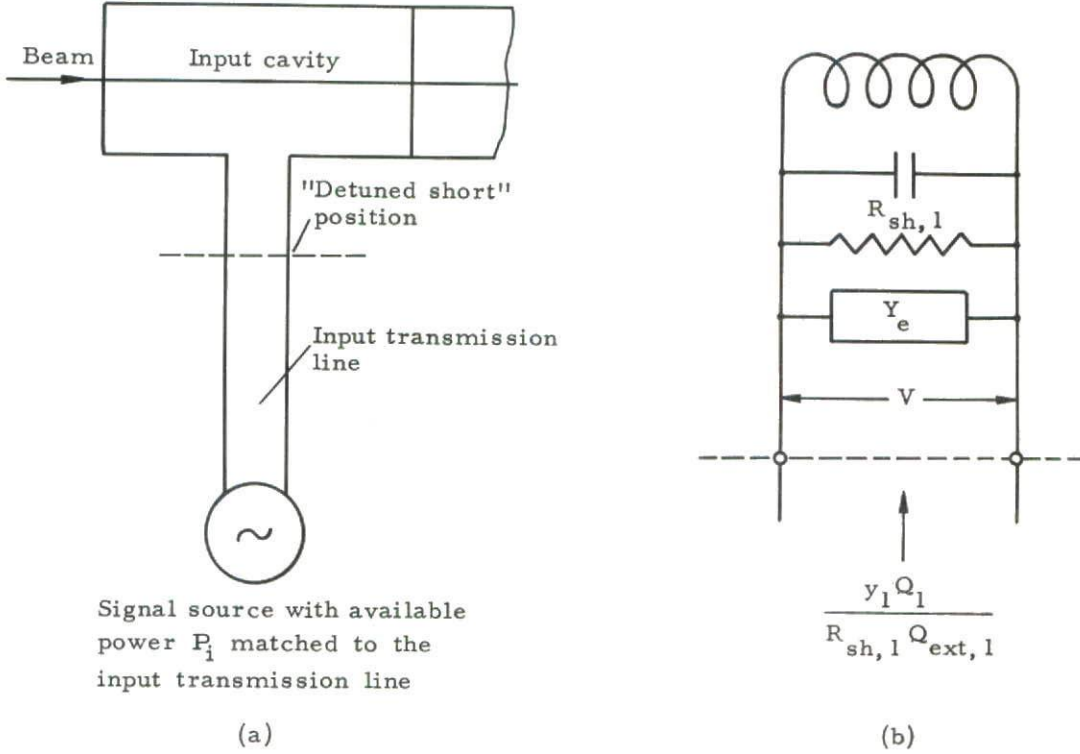 Beam
Input cavity
"Detuned short"
position
Input transmission
line
Signal source with available
power P_i matched to the
input transmission line
(a)
R_sh, 1
Y_e
V
y_1 Q_1
R_sh, 1 Q_ext, 1
(b)